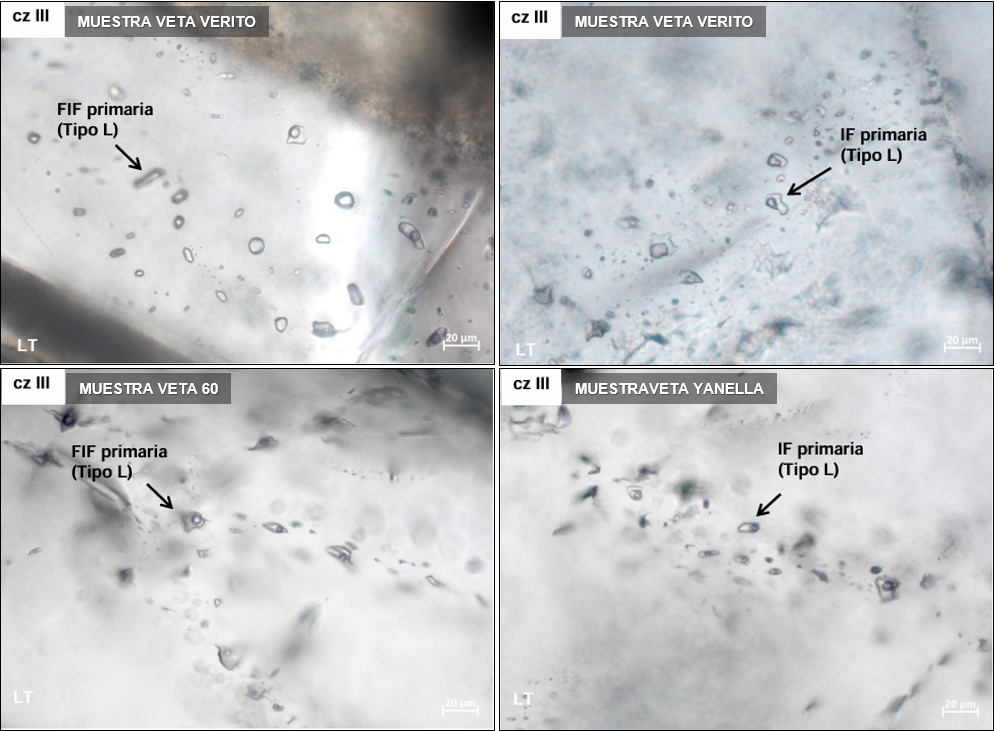 cz III
MUESTRA VETA VERITO
FIF primaria
(Tipo L)
LT
20 µm
cz III
MUESTRA VETA VERITO
IF primaria
(Tipo L)
LT
20 µm
cz III
MUESTRA VETA 60
FIF primaria
(Tipo L)
LT
20 µm
cz III
MUESTRAVETA YANELLA
IF primaria
(Tipo L)
LT
20 µm